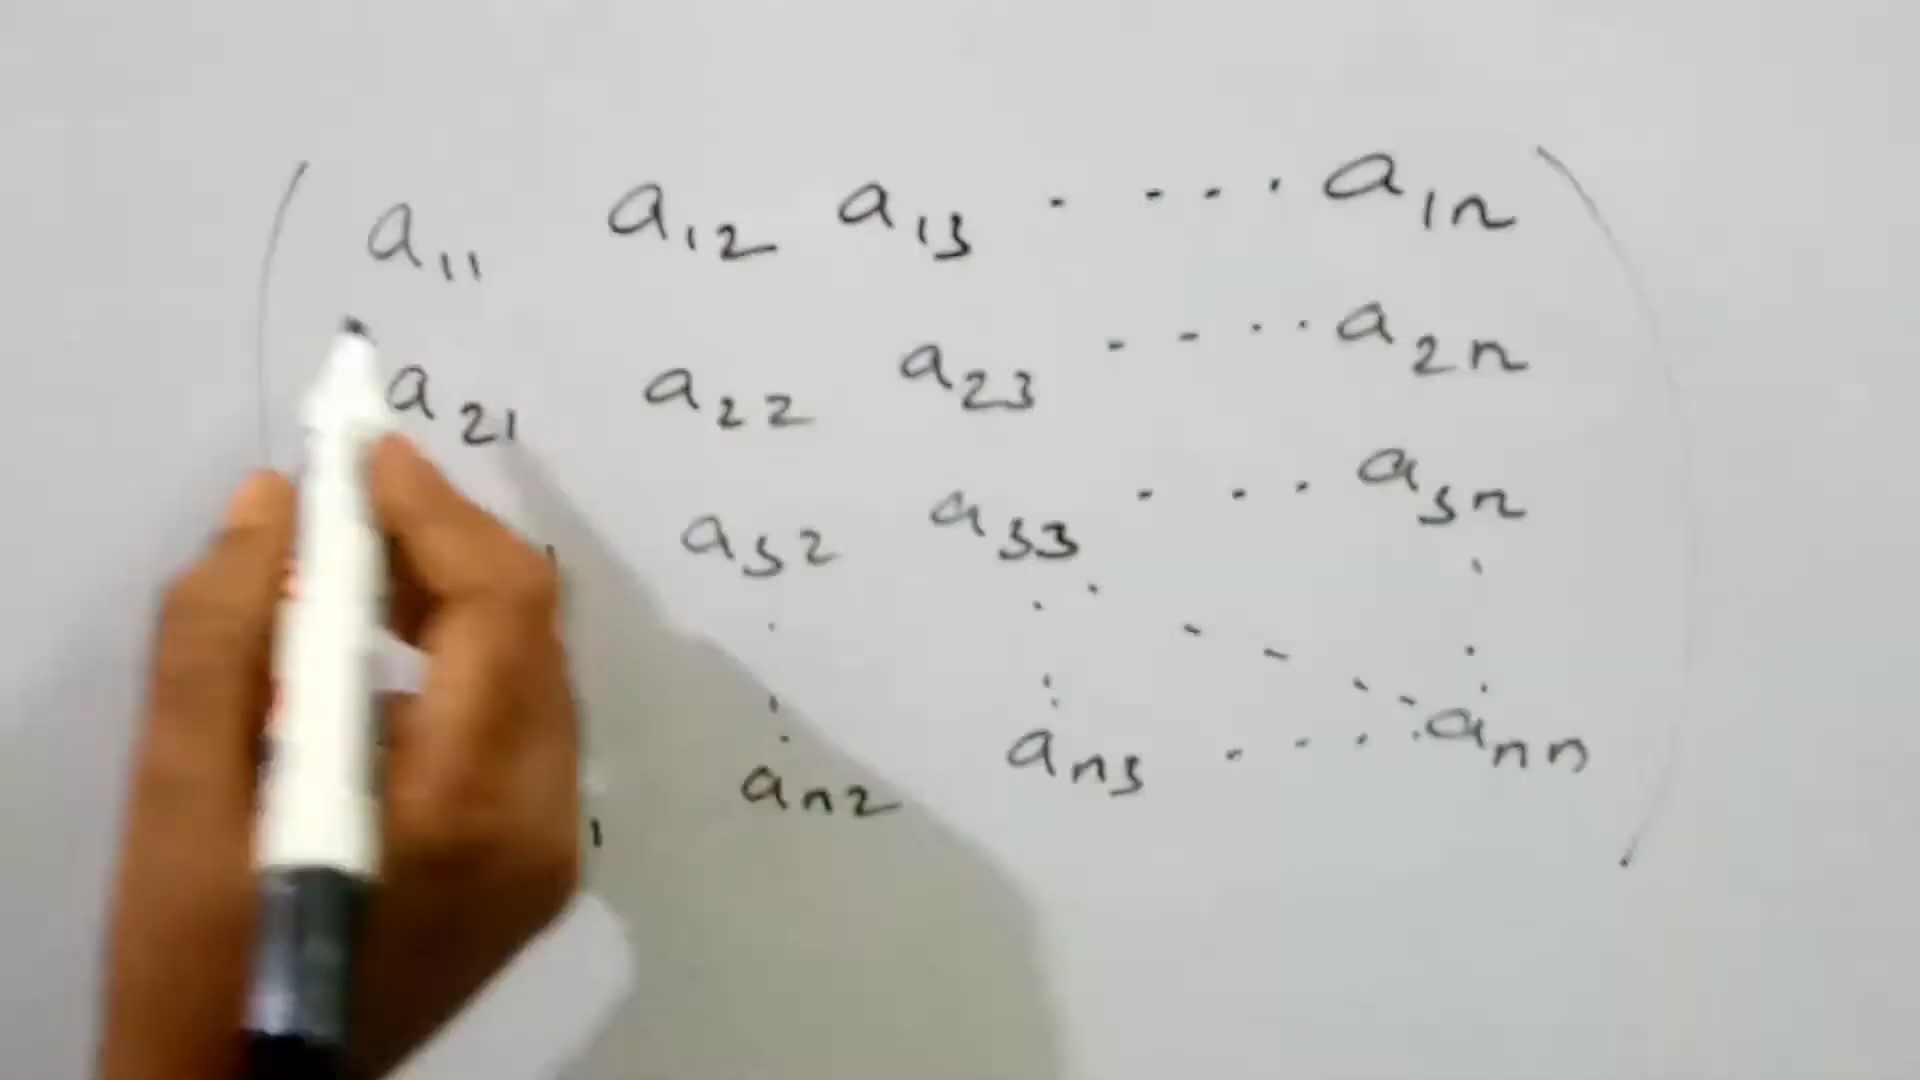 ( a11 a12 a13 . . . . . a1n )
a21 a22 a23 . . . . a2n
a32 a33 . . . a3n
an2 an3 . . . . ann